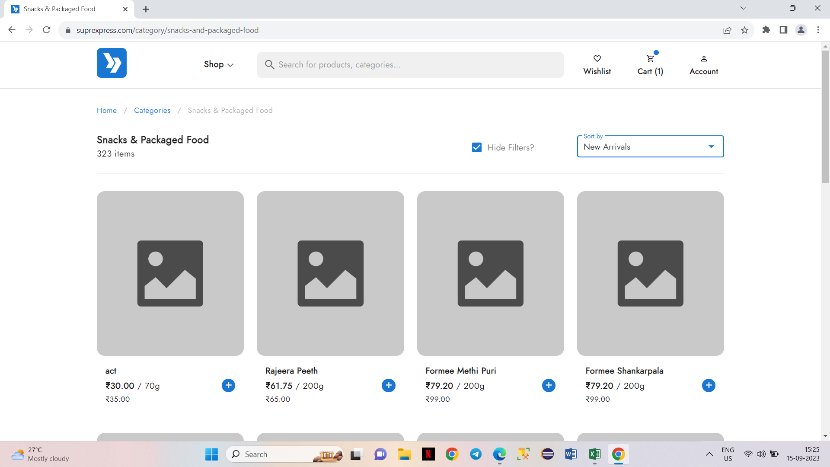 Snacks & Packaged Food
suprexpress.com/category/snacks-and-packaged-food
Shop
Search for products, categories...
Wishlist
Cart (1)
Account
Home / Categories / Snacks & Packaged Food
Snacks & Packaged Food
323 items
Hide Filters?
Sort by
New Arrivals
act
₹30.00 / 70g
₹35.00
Rajeera Peeth
₹61.75 / 200g
₹65.00
Formee Methi Puri
₹79.20 / 200g
₹99.00
Formee Shankarpala
₹79.20 / 200g
₹99.00
27°C
Mostly cloudy
Search
ENG
US
15:25
15-09-2023